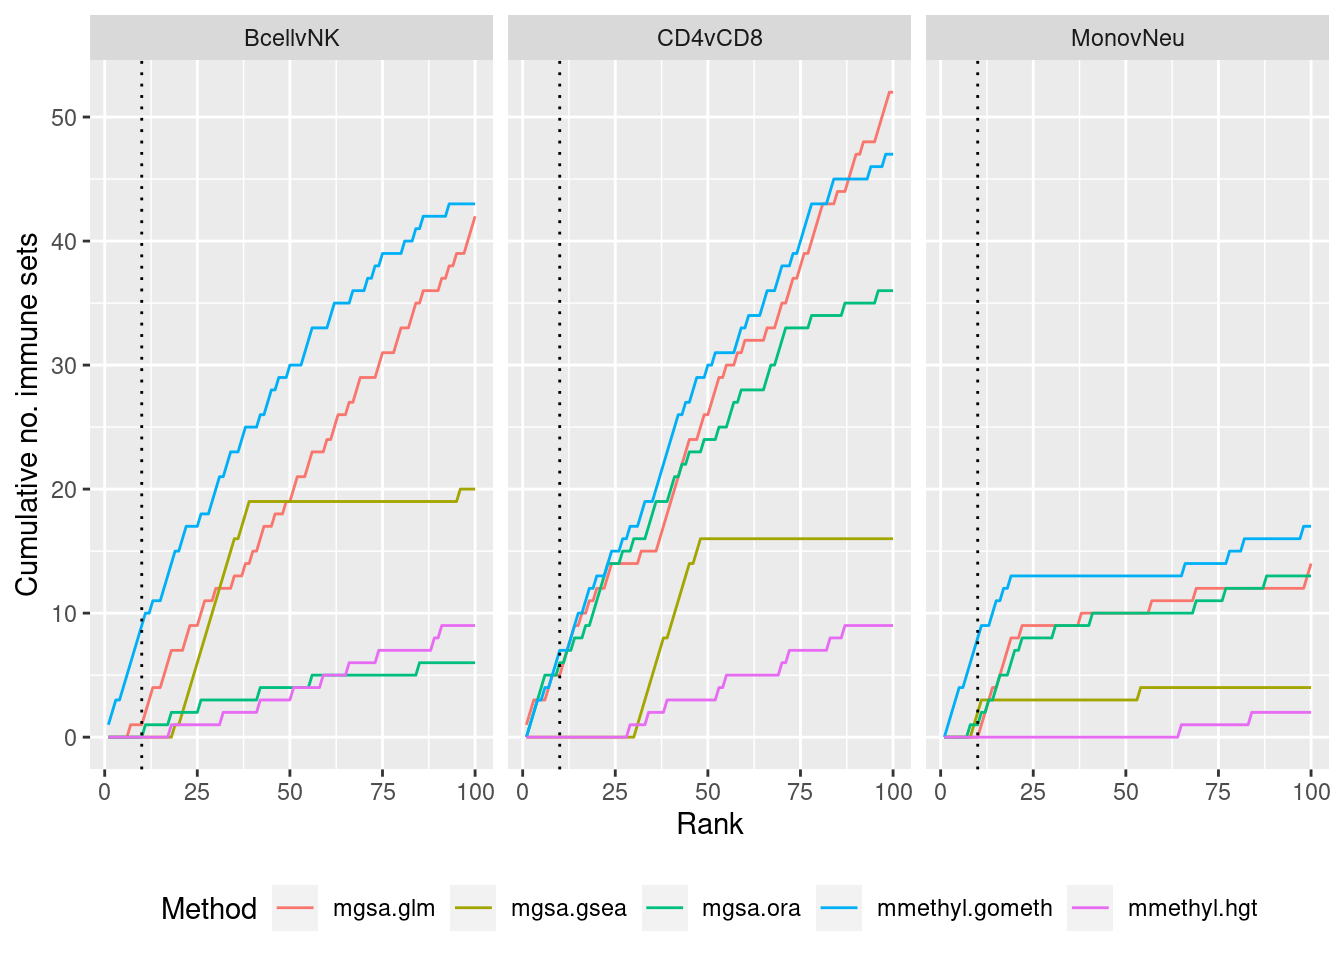 BcellvNK CD4vCD8 MonovNeu
Cumulative no. immune sets
50
40
30
20
10
0
0 25 50 75 100 0 25 50 75 100 0 25 50 75 100
Rank
Method mgsa.glm mgsa.gsea mgsa.ora mmethyl.gometh mmethyl.hgt